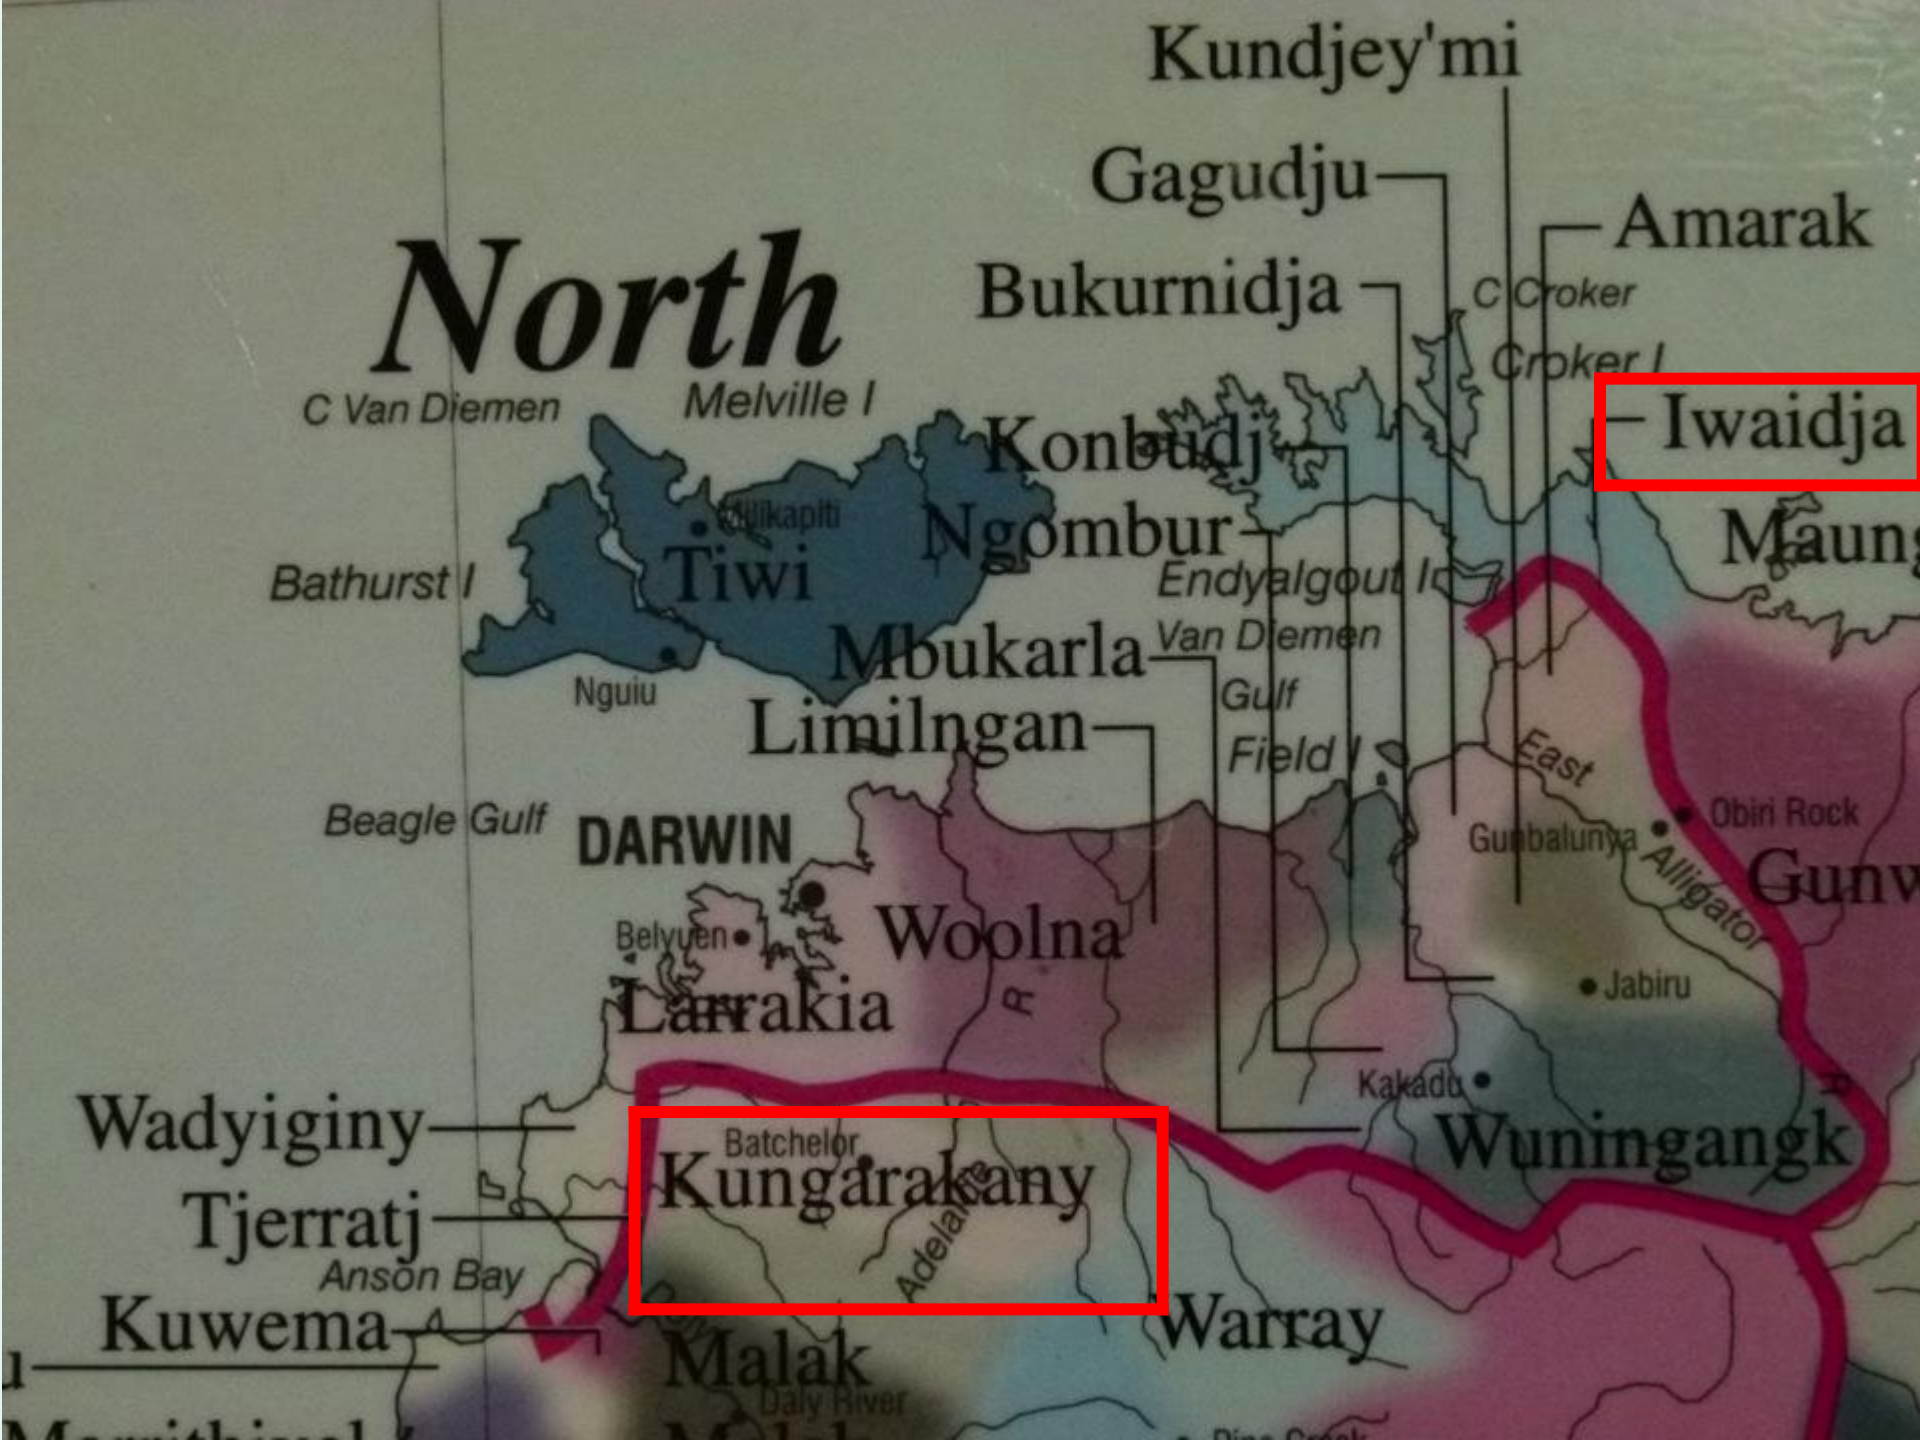 Kundjey'mi
Gagudju
Amarak
Bukurnidja
C Croker
North
Croker I
C Van Diemen
Melville I
Iwaidja
Konbudj
Milikapiti
Ngombur
Tiwi
Bathurst I
Endyalgout I
Van Diemen
Mbukarla
Gulf
Nguiu
Limilngan
Field I
East
Beagle Gulf
DARWIN
Obiri Rock
Gunbalunya
Alligator
Woolna
Belyuen
Jabiru
Larrakia
R
Kakadu
R
Wadyiginy
Batchelor
Wuningangk
Kungarakany
Adelaide
Tjerratj
Anson Bay
Kuwema
Daly
Warray
Malak
Daly River